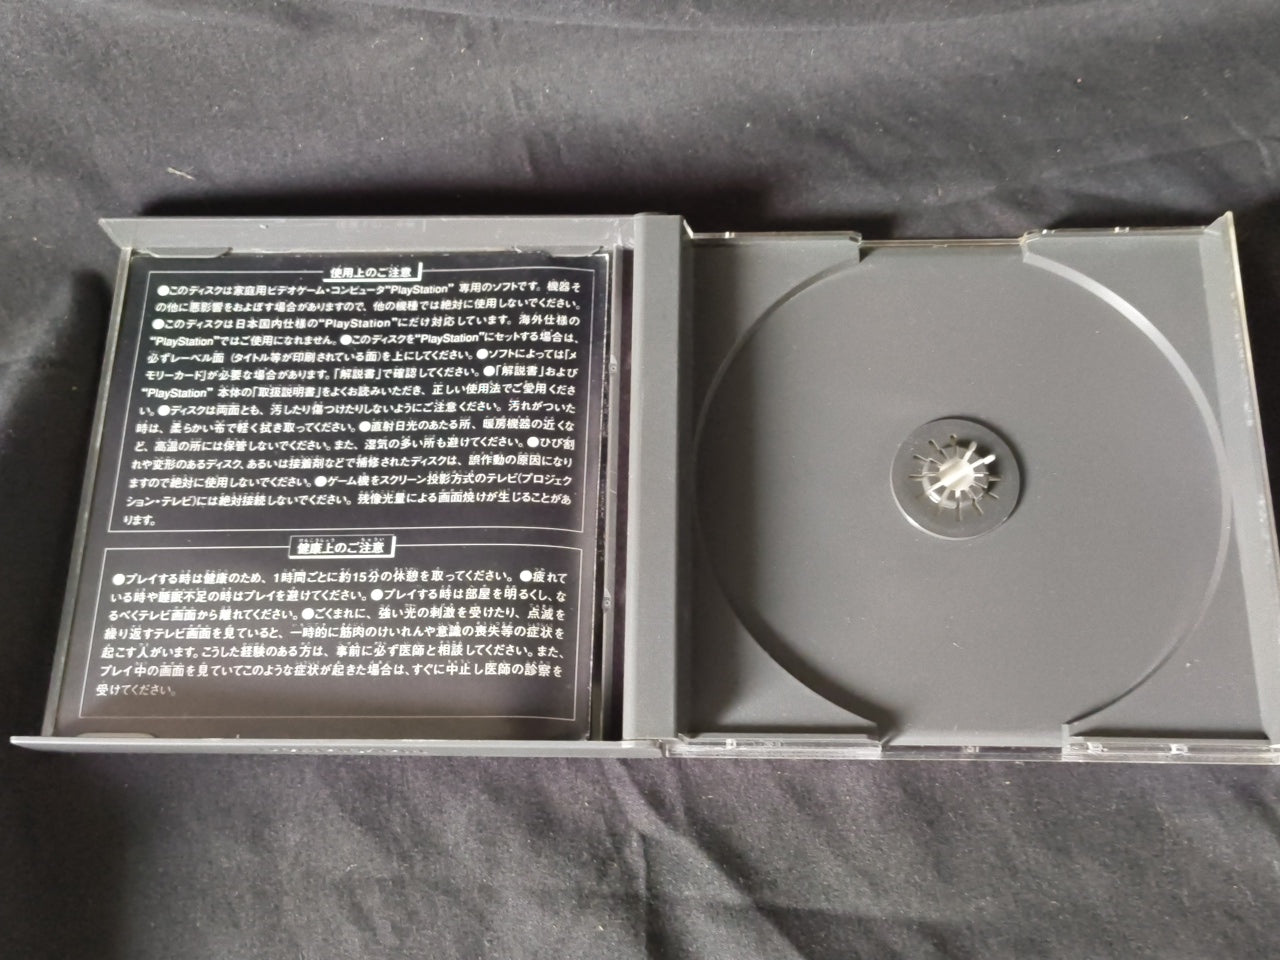 使用上のご注意
●このディスクは家庭用ビデオゲーム・コンピュータ“PlayStation” 専用のソフトです。機器そ
の他に悪影響をおよぼす場合がありますので、他の機種では絶対に使用しないでください。
●このディスクは日本国内仕様の“PlayStation”にだけ対応しています。海外仕様の
“PlayStation”ではご使用になれません。●このディスクを“PlayStation”にセットする場合は、
必ずレーベル面（タイトル等が印刷されている面）を上にしてください。●ソフトによっては「メ
モリーカード」が必要な場合があります。「解説書」で確認してください。●「解説書」および
“PlayStation” 本体の「取扱説明書」をよくお読みいただき、正しい使用法でご愛用くださ
い。●ディスクは両面とも、汚したり傷つけたりしないようにご注意ください。汚れがついた
時は、柔らかい布で軽く拭き取ってください。●直射日光のあたる所、暖房機器の近くな
ど、高温の所には保管しないでください。また、湿気の多い所も避けてください。●ひび割
れや変形のあるディスク、あるいは接着剤などで補修されたディスクは、誤作動の原因になり
ますので絶対に使用しないでください。●ゲーム機をスクリーン投影方式のテレビ（プロジェク
ション・テレビ）には絶対接続しないでください。残像光量による画面焼けが生じることがあ
ります。
健康上のご注意
●プレイする時は健康のため、1時間ごとに約15分の休憩を取ってください。●疲れて
いる時や睡眠不足の時はプレイを避けてください。●プレイする時は部屋を明るくし、な
るべくテレビ画面から離れてください。●ごくまれに、強い光の刺激を受けたり、点滅を
繰り返すテレビ画面を見ていると、一時的に筋肉のけいれんや意識の喪失等の症状を
起こす人がいます。こうした経験のある方は、事前に必ず医師と相談してください。また、
プレイ中の画面を見ていてこのような症状が起きた場合は、すぐに中止し医師の診察を
受けてください。